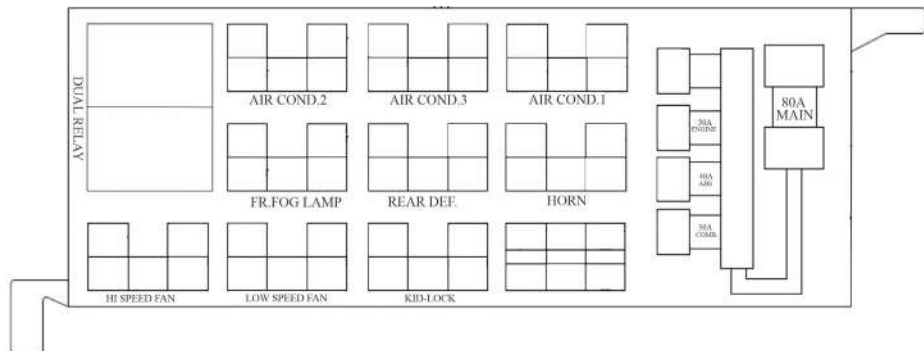 DUAL RELAY
AIR COND.2
AIR COND.3
AIR COND.1
80A
MAIN
30A
ENGINE
FR.FOG LAMP
REAR DEF.
HORN
40A
ABS
30A
COMB.
HI SPEED FAN
LOW SPEED FAN
KID-LOCK